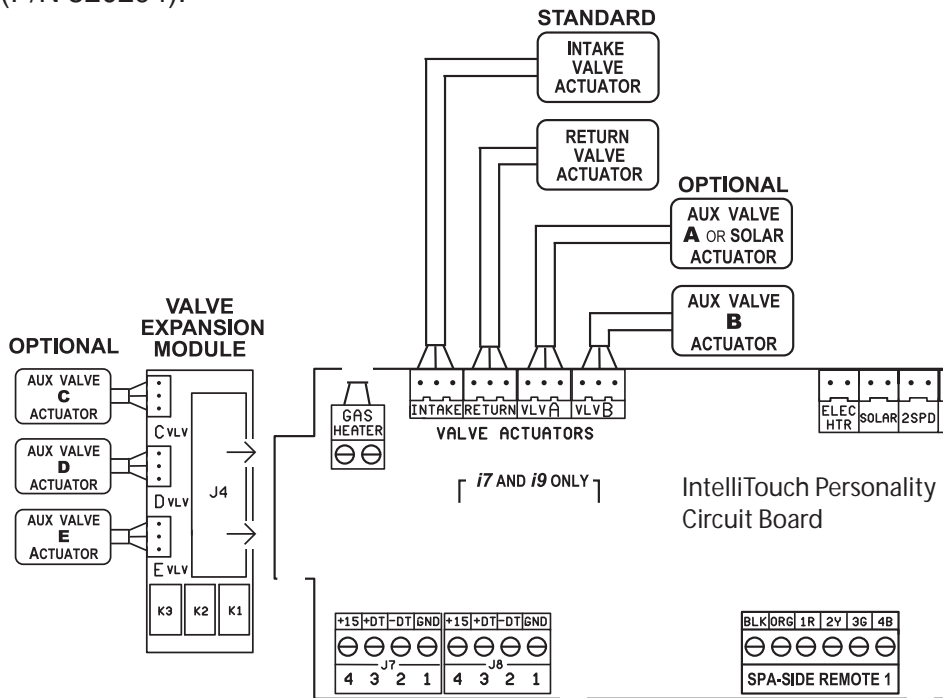 STANDARD
INTAKE
VALVE
ACTUATOR
RETURN
VALVE
ACTUATOR
OPTIONAL
AUX VALVE
A OR SOLAR
ACTUATOR
AUX VALVE
B
ACTUATOR
VALVE
EXPANSION
MODULE
OPTIONAL
AUX VALVE
C
ACTUATOR
AUX VALVE
D
ACTUATOR
AUX VALVE
E
ACTUATOR
C VLV
D VLV
E VLV
J4
K3 K2 K1
GAS
HEATER
INTAKE RETURN VLV A VLV B
VALVE ACTUATORS
i7 AND i9 ONLY
ELEC
HTR
SOLAR 2SPD
IntelliTouch Personality
Circuit Board
+15 +DT -DT GND +15 +DT -DT GND
J7 J8
4 3 2 1 4 3 2 1
BLK ORG 1R 2Y 3G 4B
SPA-SIDE REMOTE 1